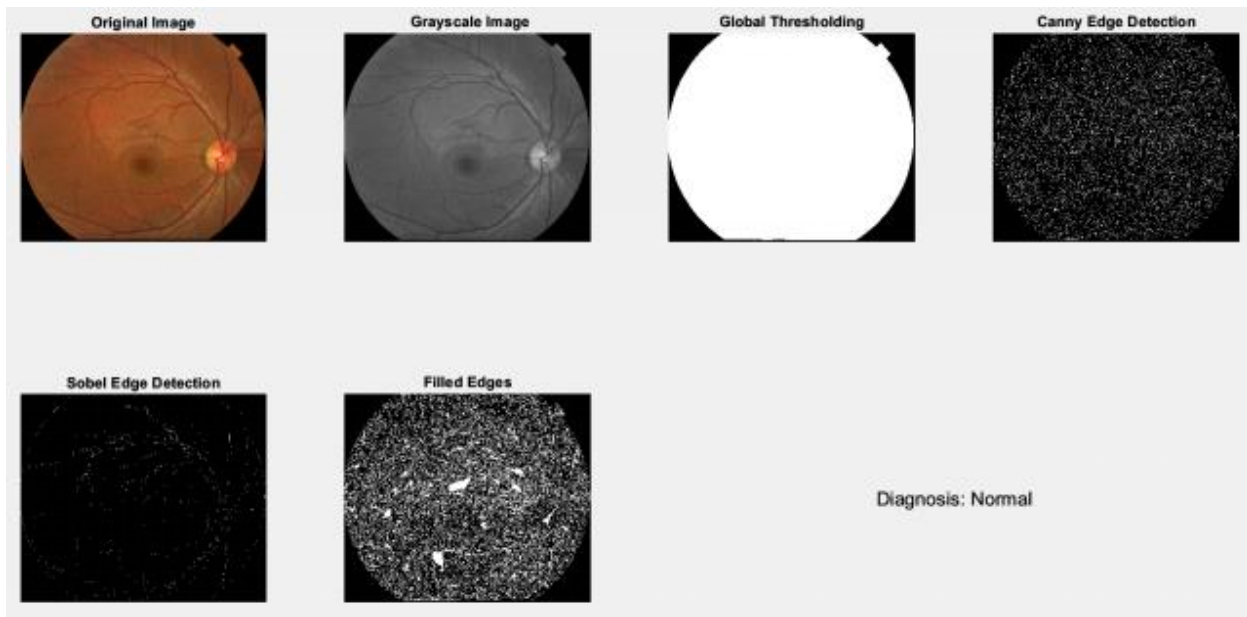 Original Image
Grayscale Image
Global Thresholding
Canny Edge Detection
Sobel Edge Detection
Filled Edges
Diagnosis: Normal